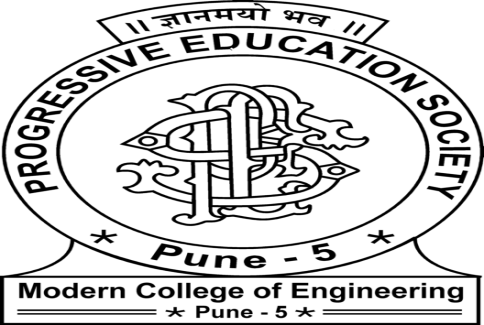 ॥ ज्ञानमयो भव ॥
PROGRESSIVE EDUCATION SOCIETY
★ Pune - 5 ★
Modern College of Engineering
★ Pune - 5 ★